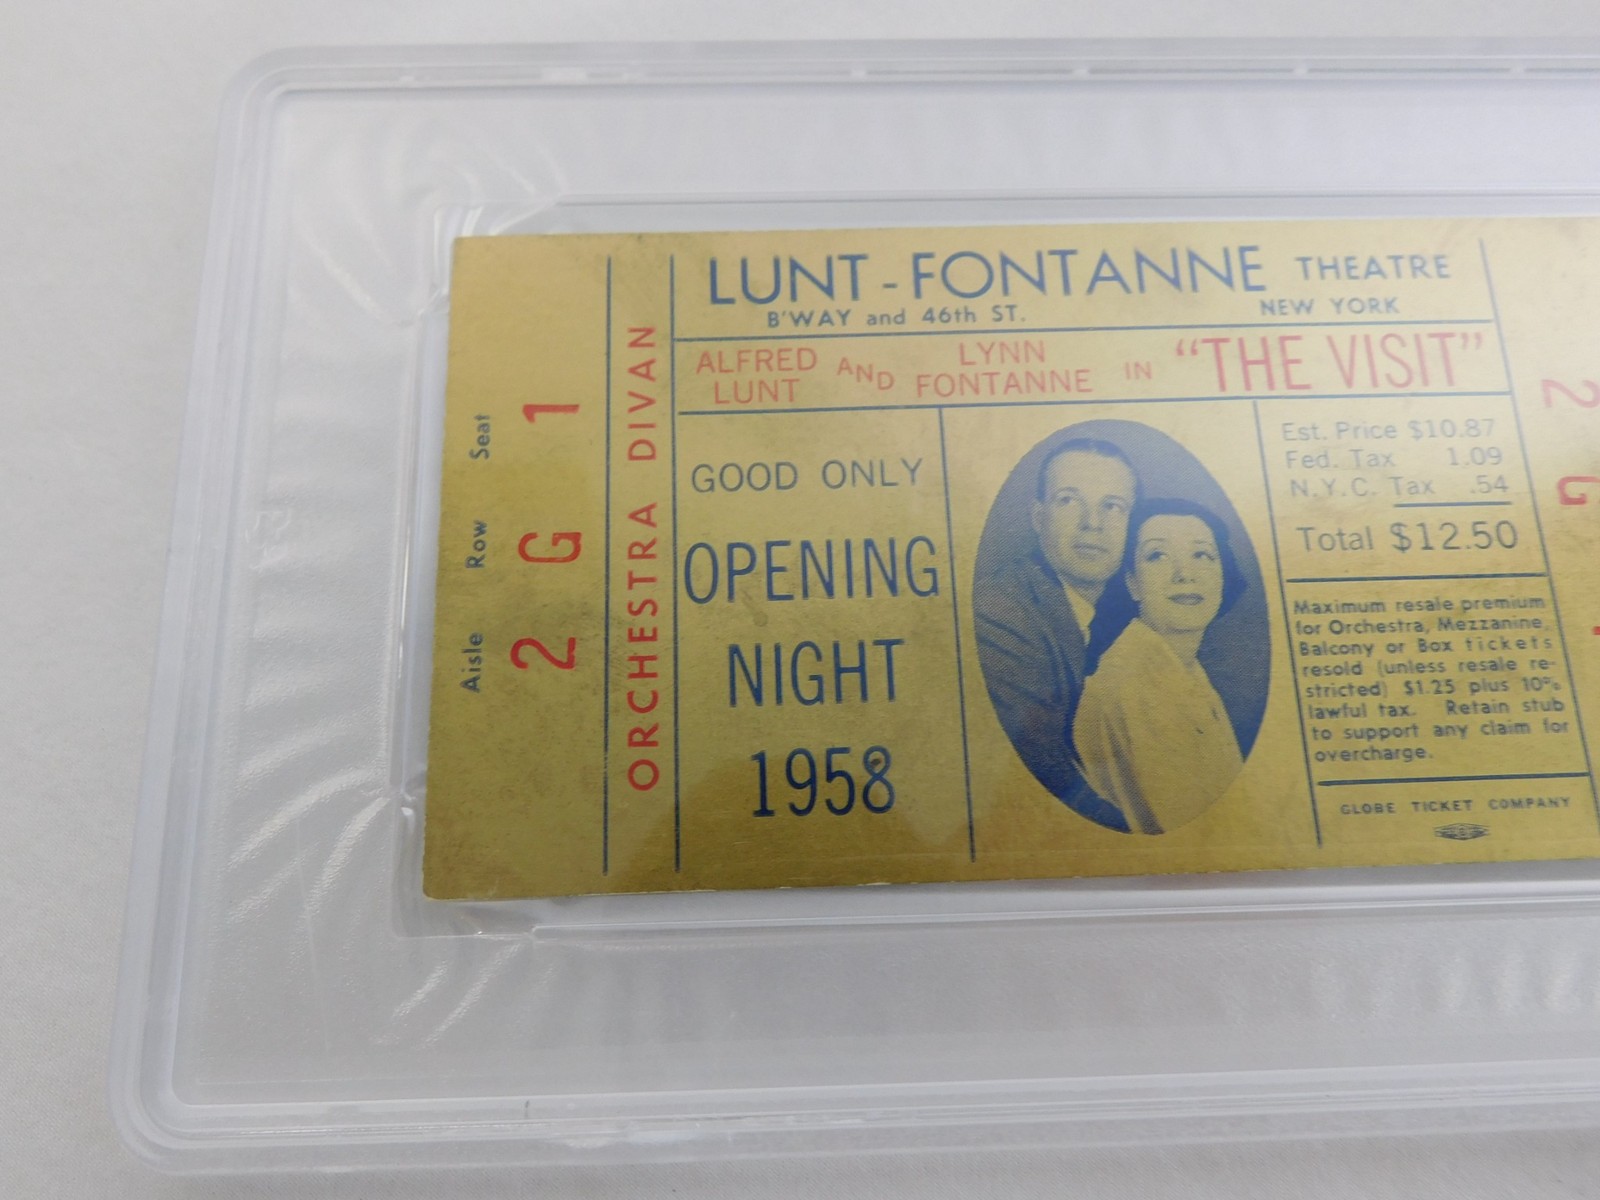 Aisle Row Seat
2 G 1
ORCHESTRA DIVAN
LUNT-FONTANNE THEATRE
B'WAY and 46th ST. NEW YORK
ALFRED LUNT AND LYNN FONTANNE IN "THE VISIT"
GOOD ONLY
OPENING
NIGHT
1958
Est. Price $10.87
Fed. Tax 1.09
N.Y.C. Tax .54
Total $12.50
Maximum resale premium
for Orchestra, Mezzanine,
Balcony or Box tickets
resold (unless resale re-
stricted) $1.25 plus 10%
lawful tax. Retain stub
to support any claim for
overcharge.
GLOBE TICKET COMPANY
2
G